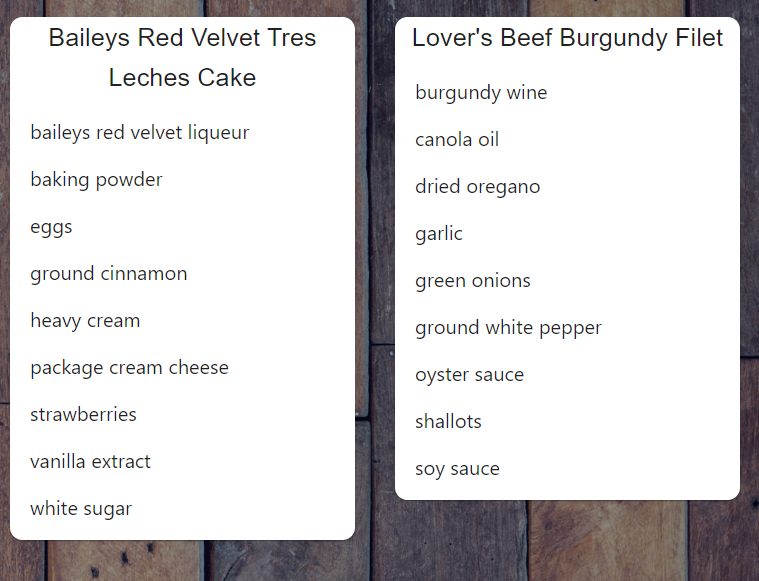 Baileys Red Velvet Tres
Leches Cake
baileys red velvet liqueur
baking powder
eggs
ground cinnamon
heavy cream
package cream cheese
strawberries
vanilla extract
white sugar
Lover's Beef Burgundy Filet
burgundy wine
canola oil
dried oregano
garlic
green onions
ground white pepper
oyster sauce
shallots
soy sauce